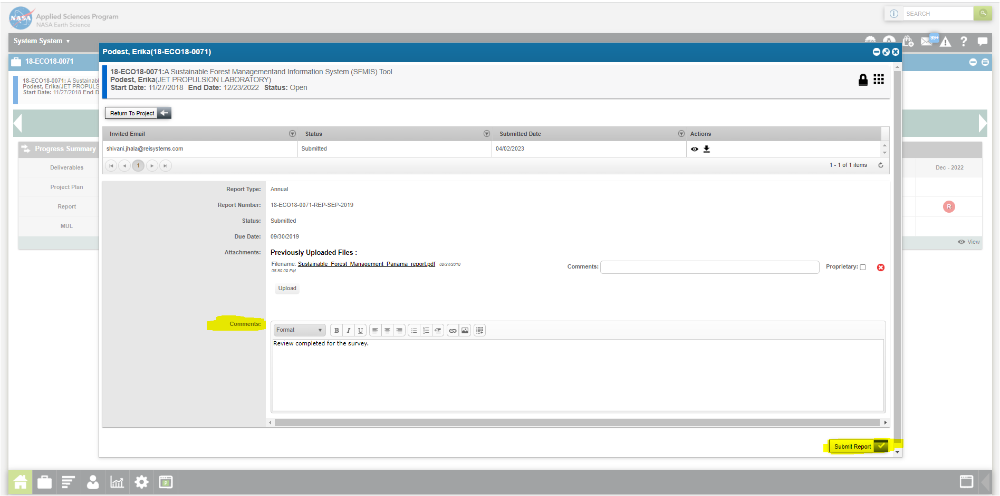 NASA
Applied Sciences Program
NASA Earth Science
SEARCH
System System ▼
99+
?
18-ECO18-0071
18-ECO18-0071: A Sustainabl
Podest, Erika(JET PROPULS
Start Date: 11/27/2018 End D
Podest, Erika(18-ECO18-0071)
18-ECO18-0071:A Sustainable Forest Managementand Information System (SFMIS) Tool
Podest, Erika(JET PROPULSION LABORATORY)
Start Date: 11/27/2018 End Date: 12/23/2022 Status: Open
Return To Project
Invited Email Status Submitted Date Actions
shivani.jhala@reisystems.com Submitted 04/02/2023
1
1 - 1 of 1 items
Progress Summary
Deliverables
Project Plan
Report
MUL
Dec - 2022
R
View
Report Type: Annual
Report Number: 18-ECO18-0071-REP-SEP-2019
Status: Submitted
Due Date: 09/30/2019
Attachments: Previously Uploaded Files :
Filename: Sustainable_Forest_Management_Panama_report.pdf 09/24/2019
08:50:09 PM
Comments:
Proprietary:
Upload
Comments:
Format B I U
Review completed for the survey.
Submit Report
P